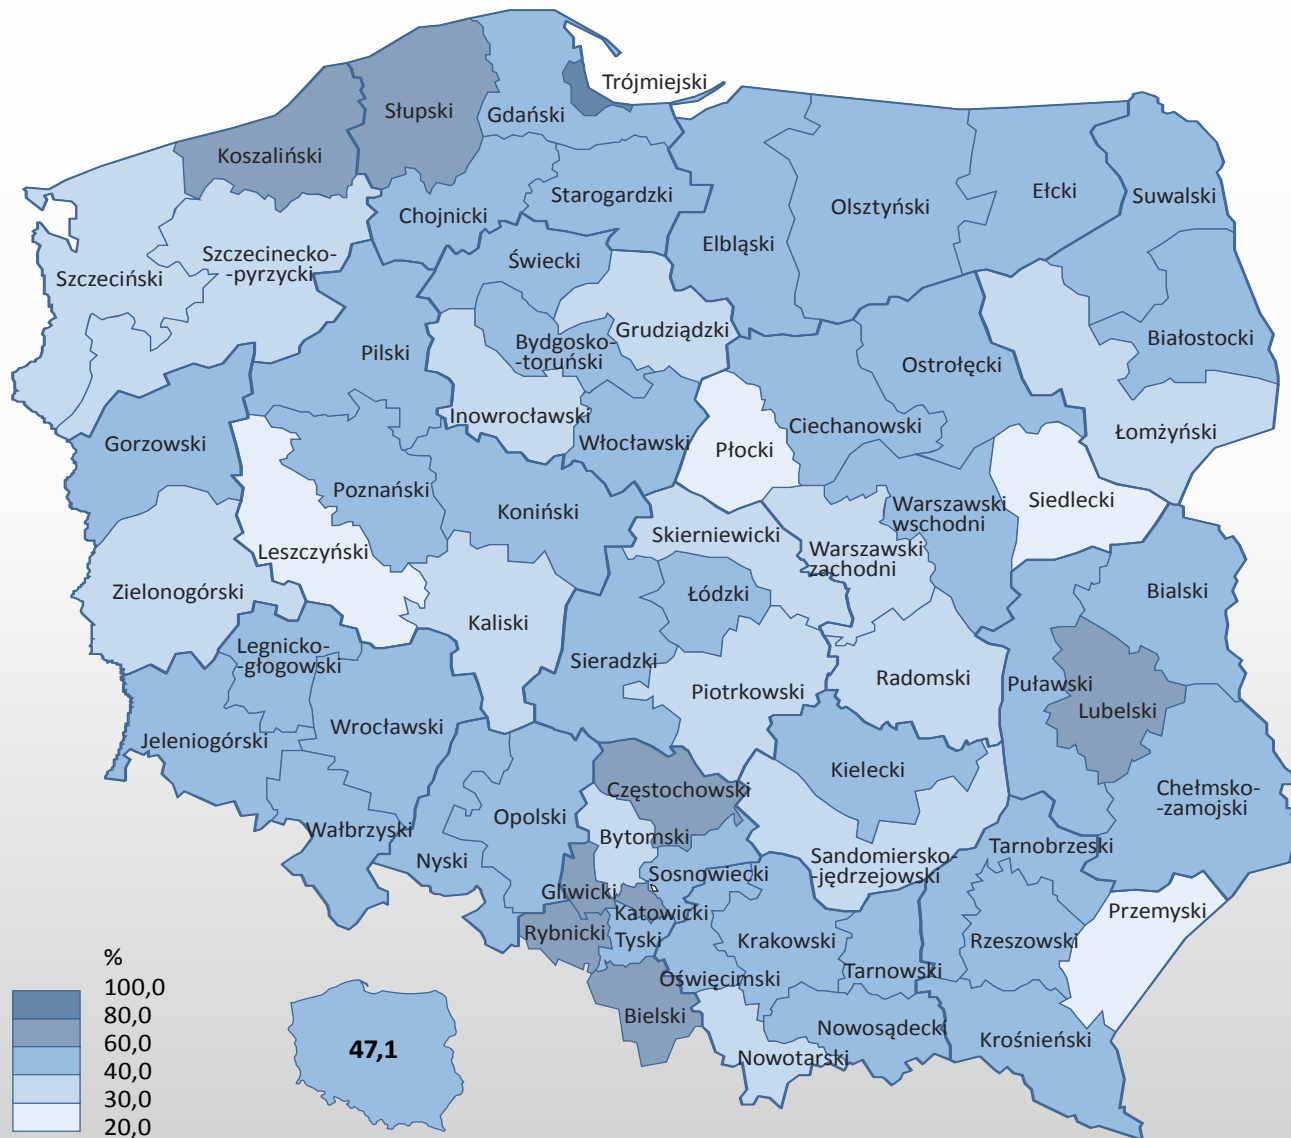 Trójmiejski
Słupski
Gdański
Koszaliński
Starogardzki
Ełcki
Suwalski
Olsztyński
Chojnicki
Elbląski
Szczecinecko-
-pyrzycki
Świecki
Szczeciński
Grudziądzki
Białostocki
Bydgosko-
-toruński
Pilski
Ostrołęcki
Inowrocławski
Ciechanowski
Łomżyński
Gorzowski
Włocławski
Płocki
Poznański
Siedlecki
Koniński
Warszawski
wschodni
Skierniewicki
Leszczyński
Warszawski
zachodni
Zielonogórski
Łódzki
Bialski
Kaliski
Legnicko-
-głogowski
Sieradzki
Radomski
Puławski
Piotrkowski
Lubelski
Wrocławski
Jeleniogórski
Kielecki
Częstochowski
Chełmsko-
-zamojski
Opolski
Wałbrzyski
Bytomski
Tarnobrzeski
Nyski
Sandomiersko-
-jędrzejowski
Sosnowiecki
Gliwicki
Katowicki
Przemyski
Rybnicki
Tyski
Krakowski
Rzeszowski
Tarnowski
Oświęcimski
Bielski
Nowosądecki
Krośnieński
Nowotarski
%
100,0
80,0
60,0
40,0
30,0
20,0
47,1